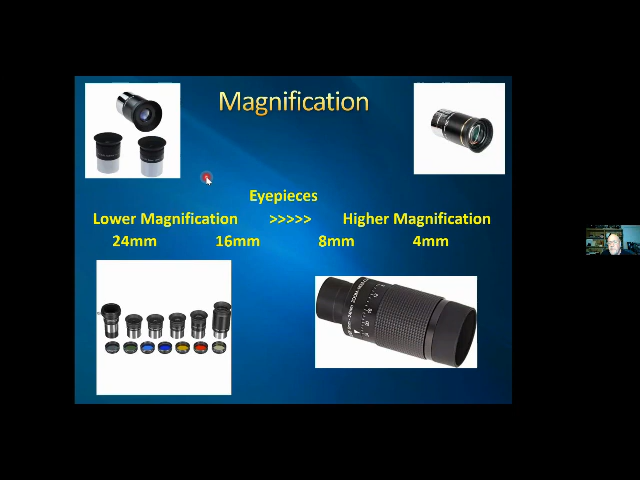 Magnification
Eyepieces
Lower Magnification >>>>> Higher Magnification
24mm 16mm 8mm 4mm